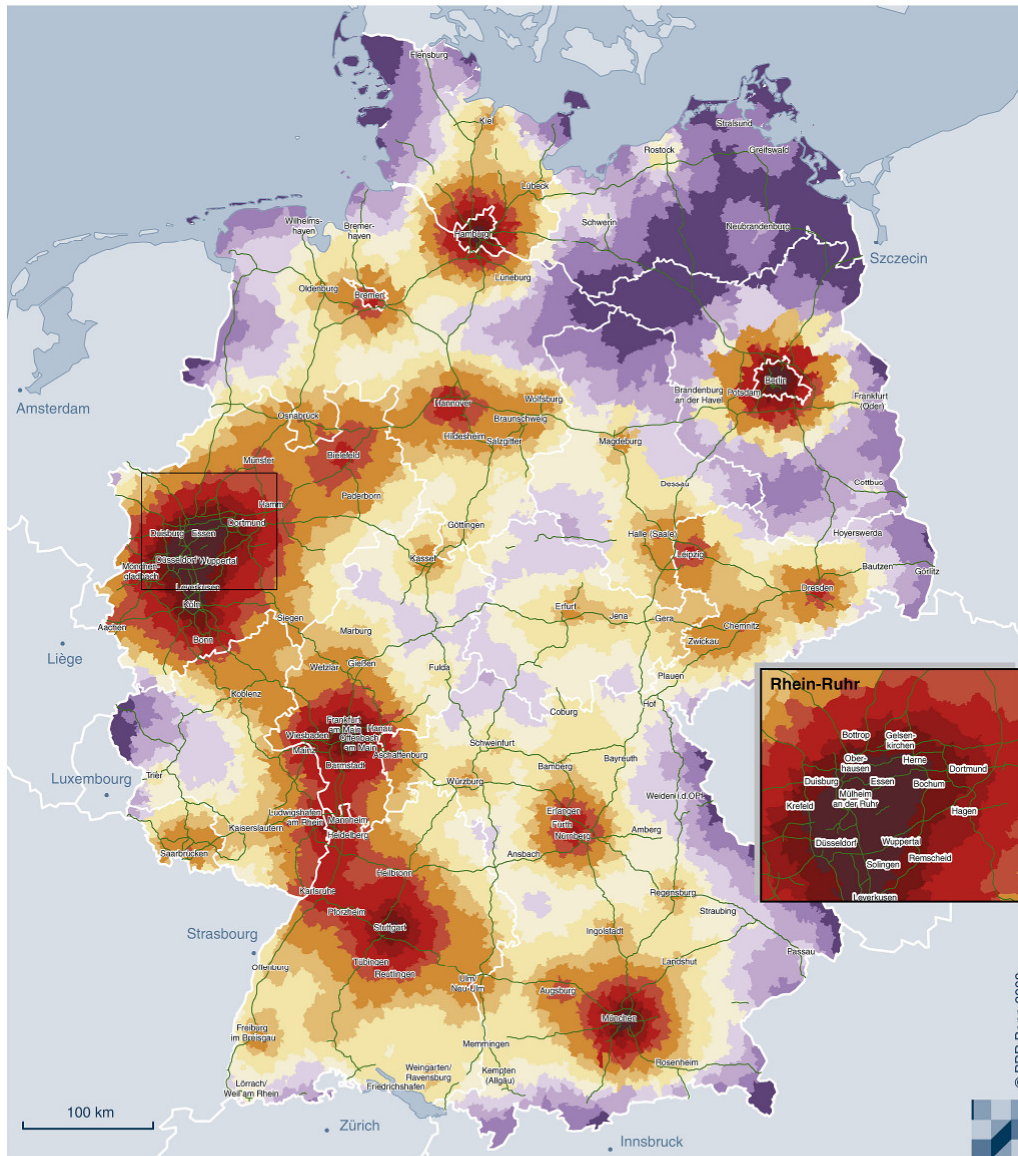 Flensburg
Kiel
Stralsund
Greifswald
Rostock
Lübeck
Wilhelms-
haven
Bremer-
haven
Schwerin
Hamburg
Neubrandenburg
Szczecin
Lüneburg
Oldenburg
Bremen
Amsterdam
Berlin
Brandenburg
an der Havel
Potsdam
Frankfurt
(Oder)
Hannover
Wolfsburg
Braunschweig
Osnabrück
Hildesheim
Salzgitter
Magdeburg
Bielefeld
Münster
Paderborn
Hamm
Dessau
Cottbus
Duisburg
Essen
Dortmund
Göttingen
Halle (Saale)
Hoyerswerda
Leipzig
Kassel
Düsseldorf
Wuppertal
Mönchen-
gladbach
Bautzen
Görlitz
Leverkusen
Köln
Dresden
Erfurt
Jena
Gera
Chemnitz
Siegen
Aachen
Bonn
Marburg
Zwickau
Liège
Wetzlar
Gießen
Fulda
Plauen
Koblenz
Hof
Coburg
Frankfurt
am Main
Hanau
Offenbach
am Main
Wiesbaden
Mainz
Aschaffenburg
Darmstadt
Schweinfurt
Bayreuth
Bamberg
Luxembourg
Trier
Würzburg
Weiden i.d.OPf.
Ludwigshafen
am Rhein
Mannheim
Heidelberg
Kaiserslautern
Erlangen
Fürth
Nürnberg
Amberg
Saarbrücken
Ansbach
Heilbronn
Karlsruhe
Regensburg
Pforzheim
Straubing
Stuttgart
Strasbourg
Ingolstadt
Passau
Tübingen
Reutlingen
Offenburg
Landshut
Ulm
Neu-Ulm
Augsburg
München
Freiburg
im Breisgau
Memmingen
Rosenheim
Weingarten/
Ravensburg
Kempten
(Allgäu)
Lörrach/
Weil am Rhein
Friedrichshafen
100 km
Zürich
Innsbruck
Rhein-Ruhr
Bottrop
Gelsen-
kirchen
Ober-
hausen
Herne
Dortmund
Duisburg
Essen
Bochum
Mülheim
an der Ruhr
Krefeld
Hagen
Düsseldorf
Wuppertal
Remscheid
Solingen
Leverkusen